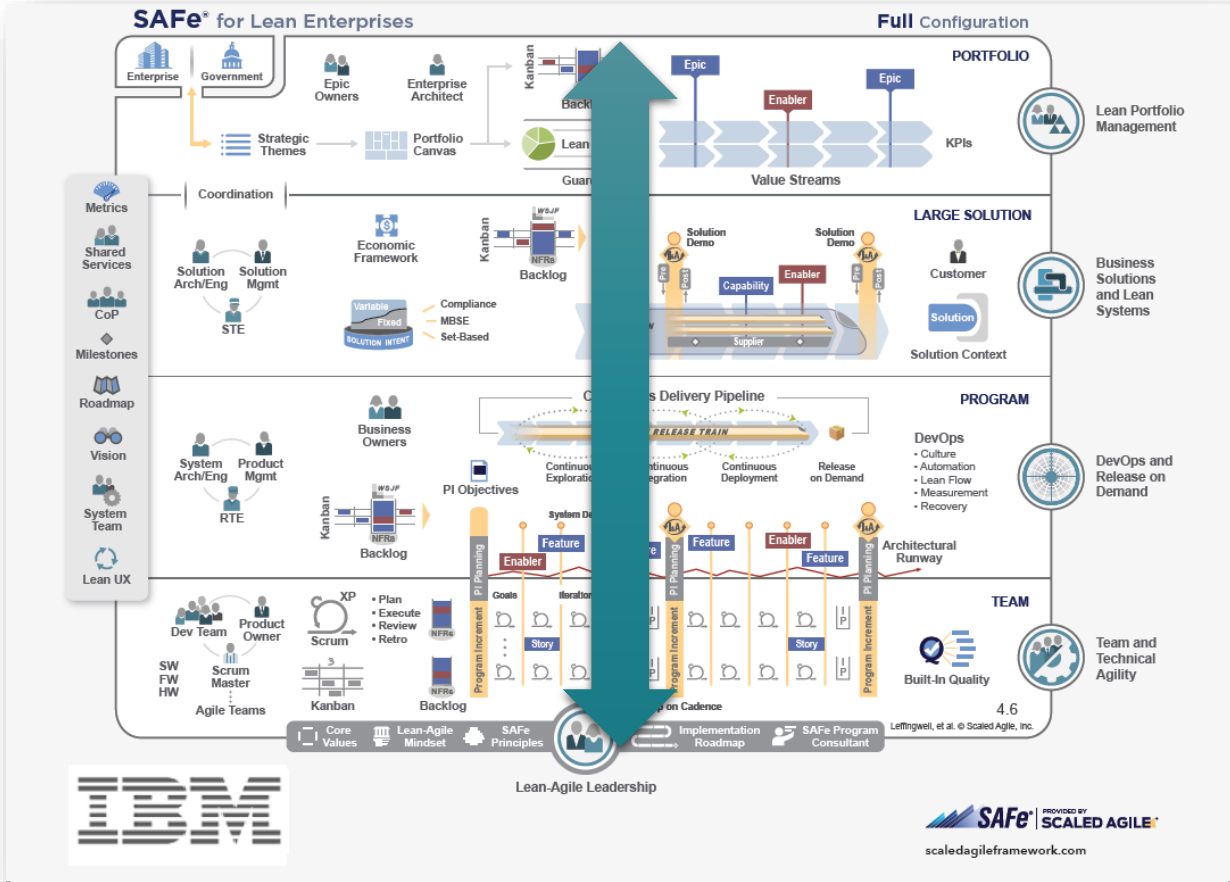 SAFe® for Lean Enterprises
Full Configuration
Enterprise
Government
Epic
Owners
Enterprise
Architect
Kanban
Epic
Enabler
Epic
PORTFOLIO
Lean Portfolio
Management
Strategic
Themes
Portfolio
Canvas
Lean
KPIs
Value Streams
Coordination
Metrics
Shared
Services
CoP
Milestones
Roadmap
Vision
System
Team
Lean UX
LARGE SOLUTION
Solution
Arch/Eng
Solution
Mgmt
STE
Economic
Framework
Kanban
WSJF
NFRs
Backlog
Variable
Fixed
SOLUTION INTENT
Compliance
MBSE
Set-Based
Solution
Demo
I&A
Pre
Post
Capability
Enabler
Supplier
Solution
Demo
I&A
Pre
Post
Customer
Solution
Solution Context
Business
Solutions
and Lean
Systems
PROGRAM
Business
Owners
System
Arch/Eng
Product
Mgmt
RTE
Delivery Pipeline
RELEASE TRAIN
Continuous
Continuous
Deployment
Release
on Demand
DevOps
• Culture
• Automation
• Lean Flow
• Measurement
• Recovery
DevOps and
Release on
Demand
PI Objectives
Kanban
WSJF
NFRs
Backlog
System
Enabler
Feature
PI Planning
I&A
PI Planning
Feature
Enabler
Feature
I&A
PI Planning
Architectural
Runway
TEAM
Dev Team
Product
Owner
Scrum
Master
SW
FW
HW
Agile Teams
XP
Scrum
• Plan
• Execute
• Review
• Retro
3
Kanban
NFRs
NFRs
Backlog
Program Increment
Goals
Story
IP
IP
Program Increment
Story
IP
IP
Program Increment
on Cadence
Built-In Quality
Team and
Technical
Agility
4.6
Leffingwell, et al. © Scaled Agile, Inc.
Core
Values
Lean-Agile
Mindset
SAFe
Principles
Implementation
Roadmap
SAFe Program
Consultant
Lean-Agile Leadership
IBM
SAFe® PROVIDED BY
SCALED AGILE
scaledagileframework.com